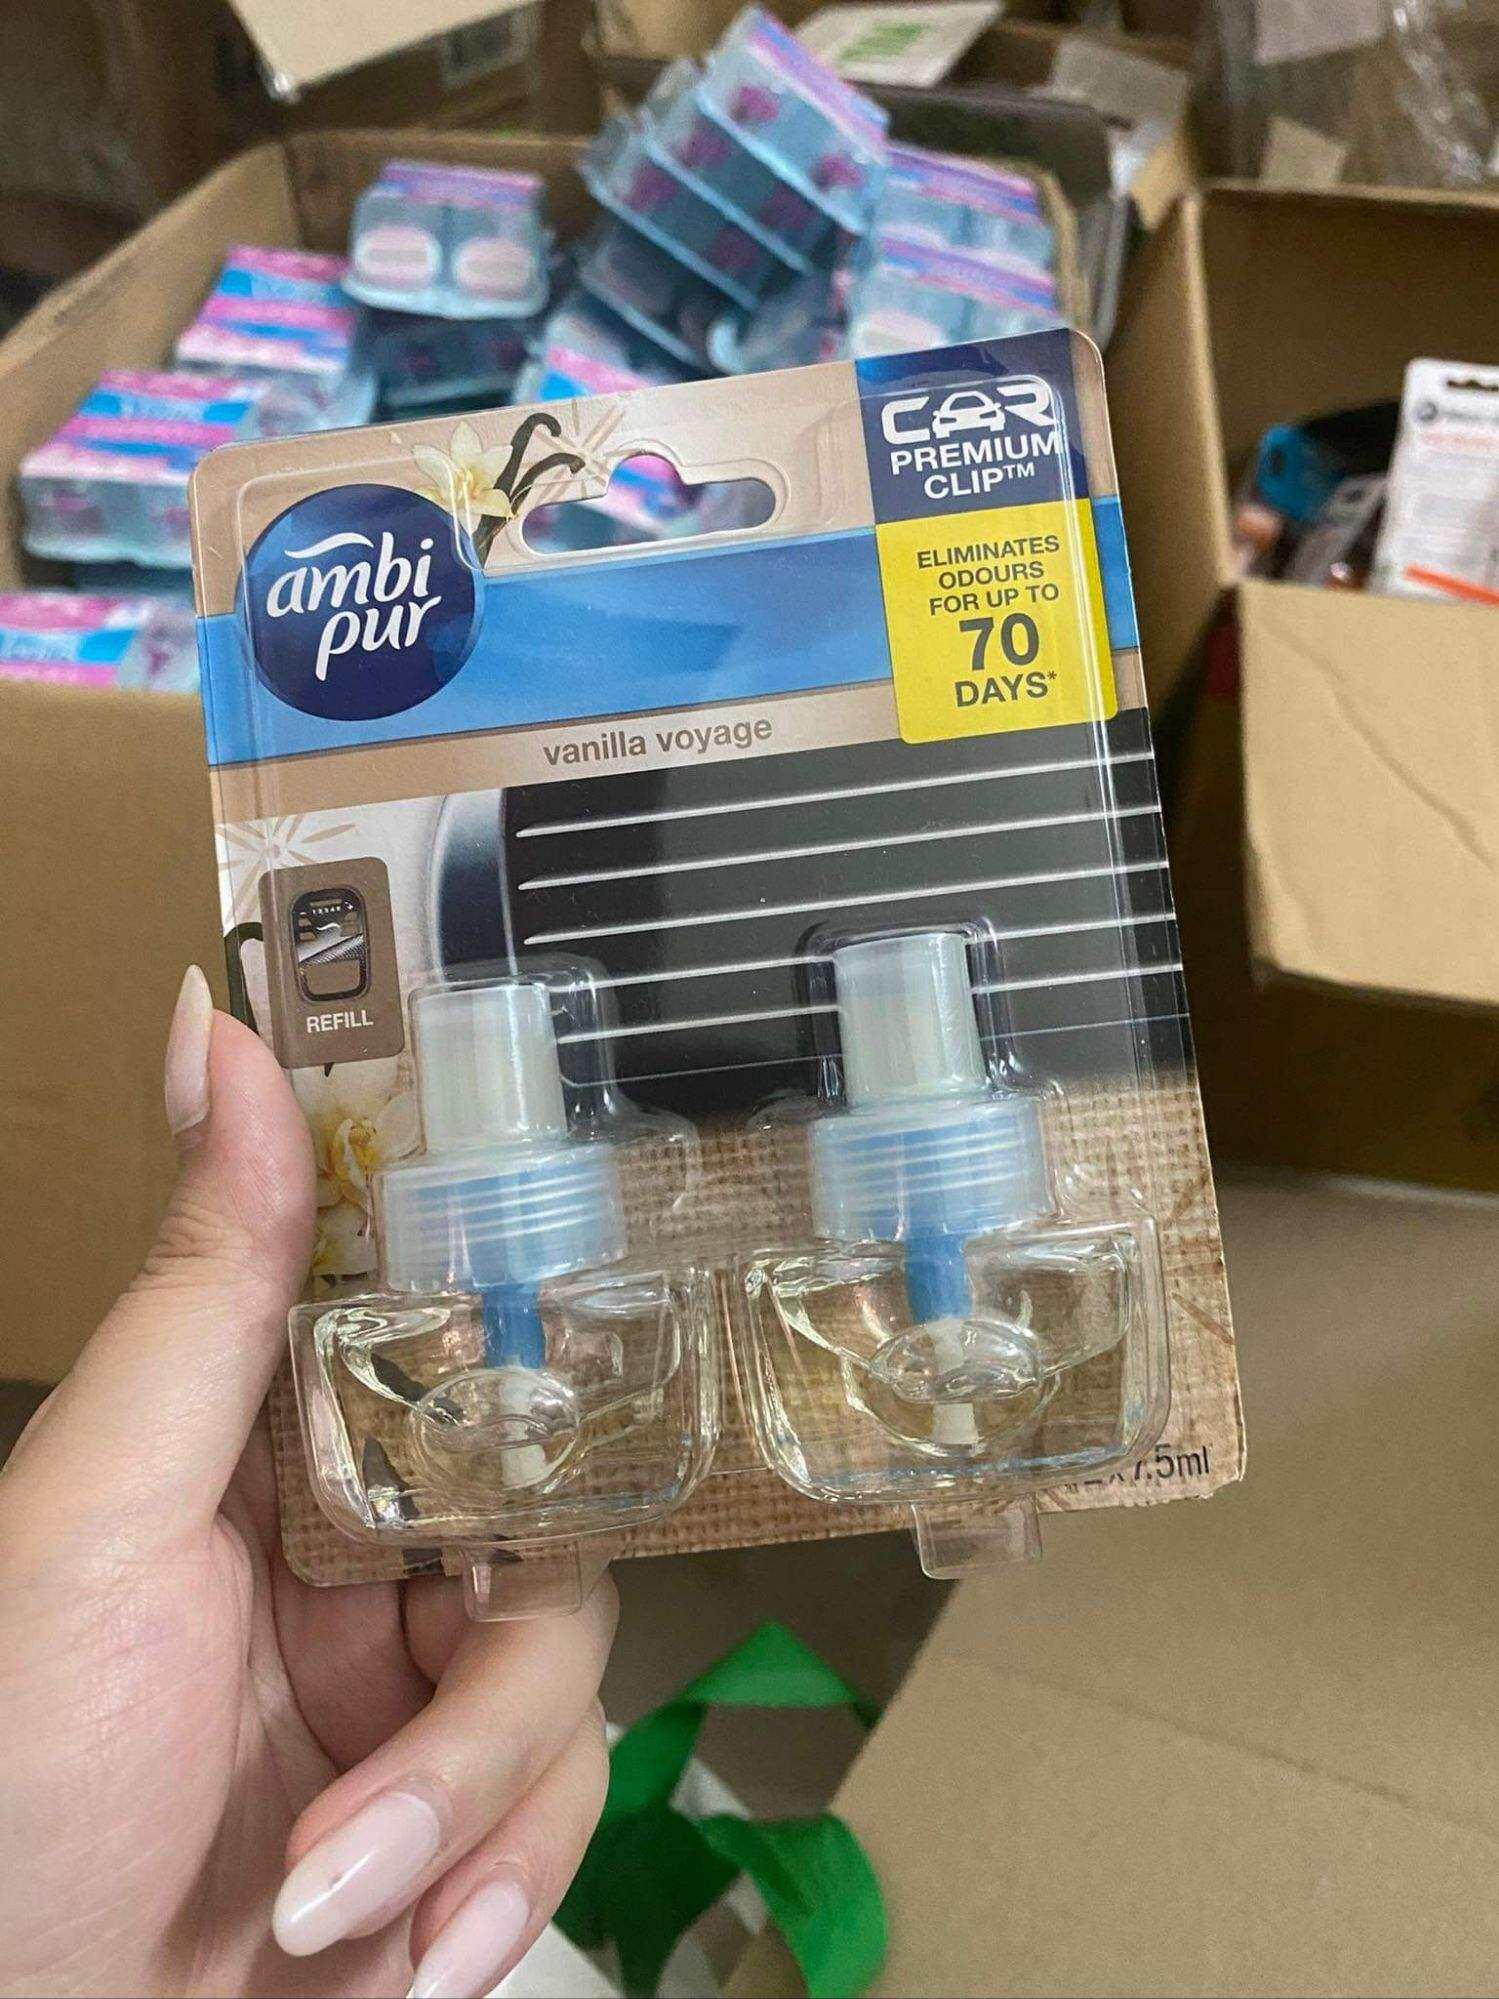 ambi
pur
CAR
PREMIUM
CLIP™
ELIMINATES
ODOURS
FOR UP TO
70
DAYS*
vanilla voyage
REFILL
7.5ml